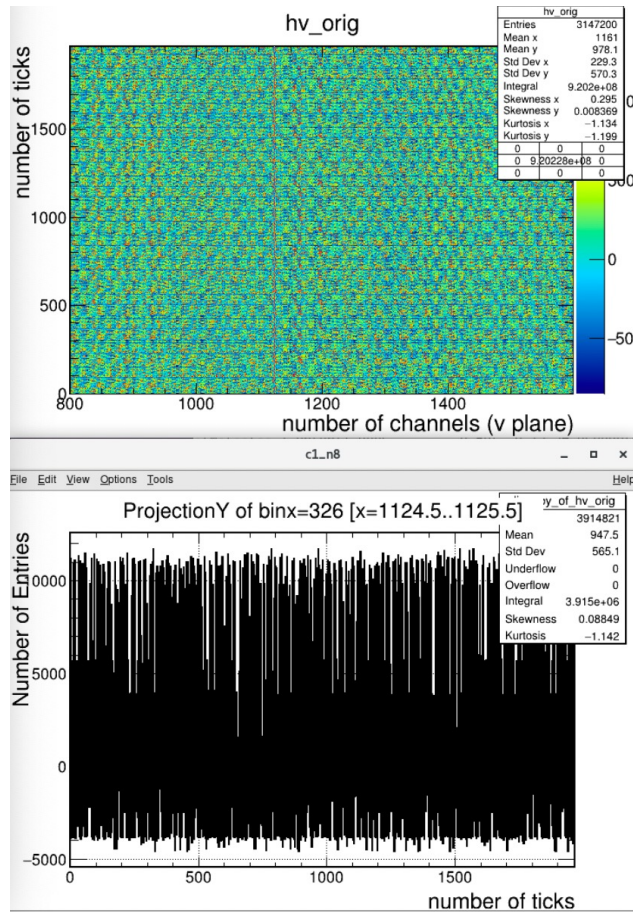 hv_orig
hv_orig
Entries 3147200
Mean x 1161
Mean y 978.1
Std Dev x 229.3
Std Dev y 570.3
Integral 9.202e+08
Skewness x 0.295
Skewness y 0.008369
Kurtosis x −1.134
Kurtosis y −1.199
0 0 0
0 9.20228e+08 0
0 0 0
number of ticks
1500
1000
500
0
800 1000 1200 1400
number of channels (v plane)
0
0
c1_n8
File Edit View Options Tools Help
ProjectionY of binx=326 [x=1124.5..1125.5]
y_of_hv_orig
3914821
Mean 947.5
Std Dev 565.1
Underflow 0
Overflow 0
Integral 3.915e+06
Skewness 0.08849
Kurtosis −1.142
Number of Entries
5000
0
−5000
0 500 1000 1500
number of ticks